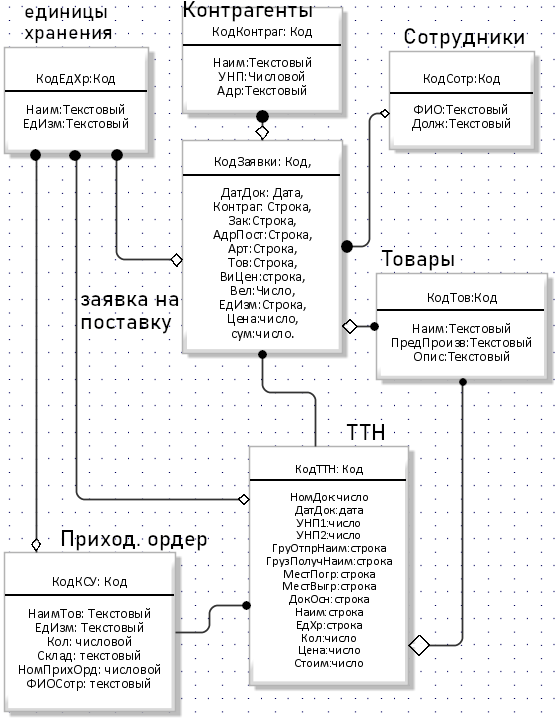 единицы
хранения
КодЕдХр:Код
Наим:Текстовый
ЕдИзм:Текстовый
Контрагенты
КодКонтраг: Код
Наим:Текстовый
УНП:Числовой
Адр:Текстовый
Сотрудники
КодСотр:Код
ФИО:Текстовый
Долж:Текстовый
КодЗаявки: Код,
ДатДок: Дата,
Контраг: Строка,
Зак:Строка,
АдрПост:Строка,
Арт:Строка,
Тов:Строка,
ВиЦен:строка,
Вел:Число,
ЕдИзм:Строка,
Цена:число,
сум:число.
заявка на
поставку
Товары
КодТов:Код
Наим:Текстовый
ПредПроизв:Текстовый
Опис:Текстовый
ТТН
КодТТН: Код
НомДок:число
ДатДок:дата
УНП1:число
УНП2:число
ГруОтпрНаим:строка
ГрузПолучНаим:строка
МестПогр:строка
МестВыгр:строка
ДокОсн:строка
Наим:строка
ЕдХр:строка
Кол:число
Цена:число
Стоим:число
Приход. ордер
КодКСУ: Код
НаимТов: Текстовый
ЕдИзм: Текстовый
Кол: числовой
Склад: текстовый
НомПрихОрд: числовой
ФИОСотр: текстовый